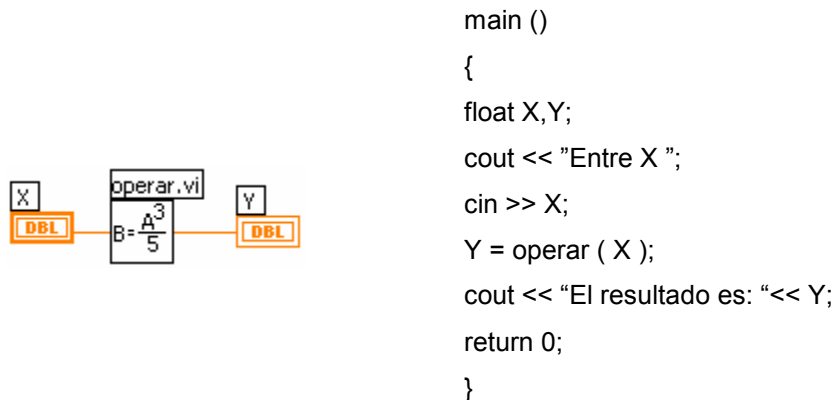 X
DBL
operar.vi
B=A³/5
Y
DBL
main ()
{
float X,Y;
cout << ”Entre X ”;
cin >> X;
Y = operar ( X );
cout << “El resultado es: “<< Y;
return 0;
}